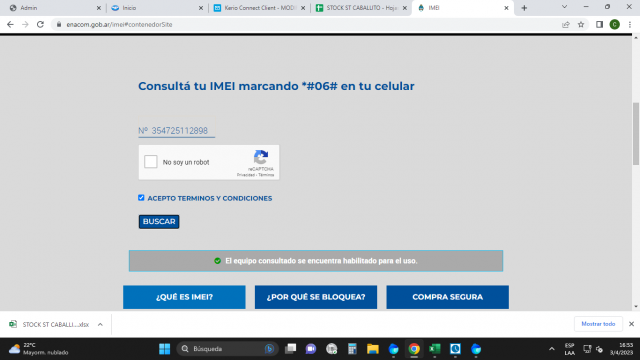 Admin
Inicio
Kerio Connect Client - MOD
STOCK ST CABALLITO - Hoja
IMEI
enacom.gob.ar/imei#contenedorSite
C
Consultá tu IMEI marcando *#06# en tu celular
Nº 354725112898
No soy un robot
reCAPTCHA
Privacidad - Términos
ACEPTO TERMINOS Y CONDICIONES
BUSCAR
El equipo consultado se encuentra habilitado para el uso.
¿QUÉ ES IMEI?
¿POR QUÉ SE BLOQUEA?
COMPRA SEGURA
STOCK ST CABALLI....xlsx
Mostrar todo
22°C
Mayorm. nublado
Búsqueda
ESP
LAA
16:53
3/4/2023